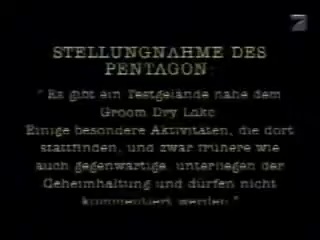 STELLUNGNAHME DES
PENTAGON:
"Es gibt ein Testgelände nahe dem
Groom Dry Lake
Einige besondere Aktivitäten, die dort
stattfinden, und zwar frühere wie
auch gegenwärtige, unterliegen der
Geheimhaltung und dürfen nicht
kommentiert werden."